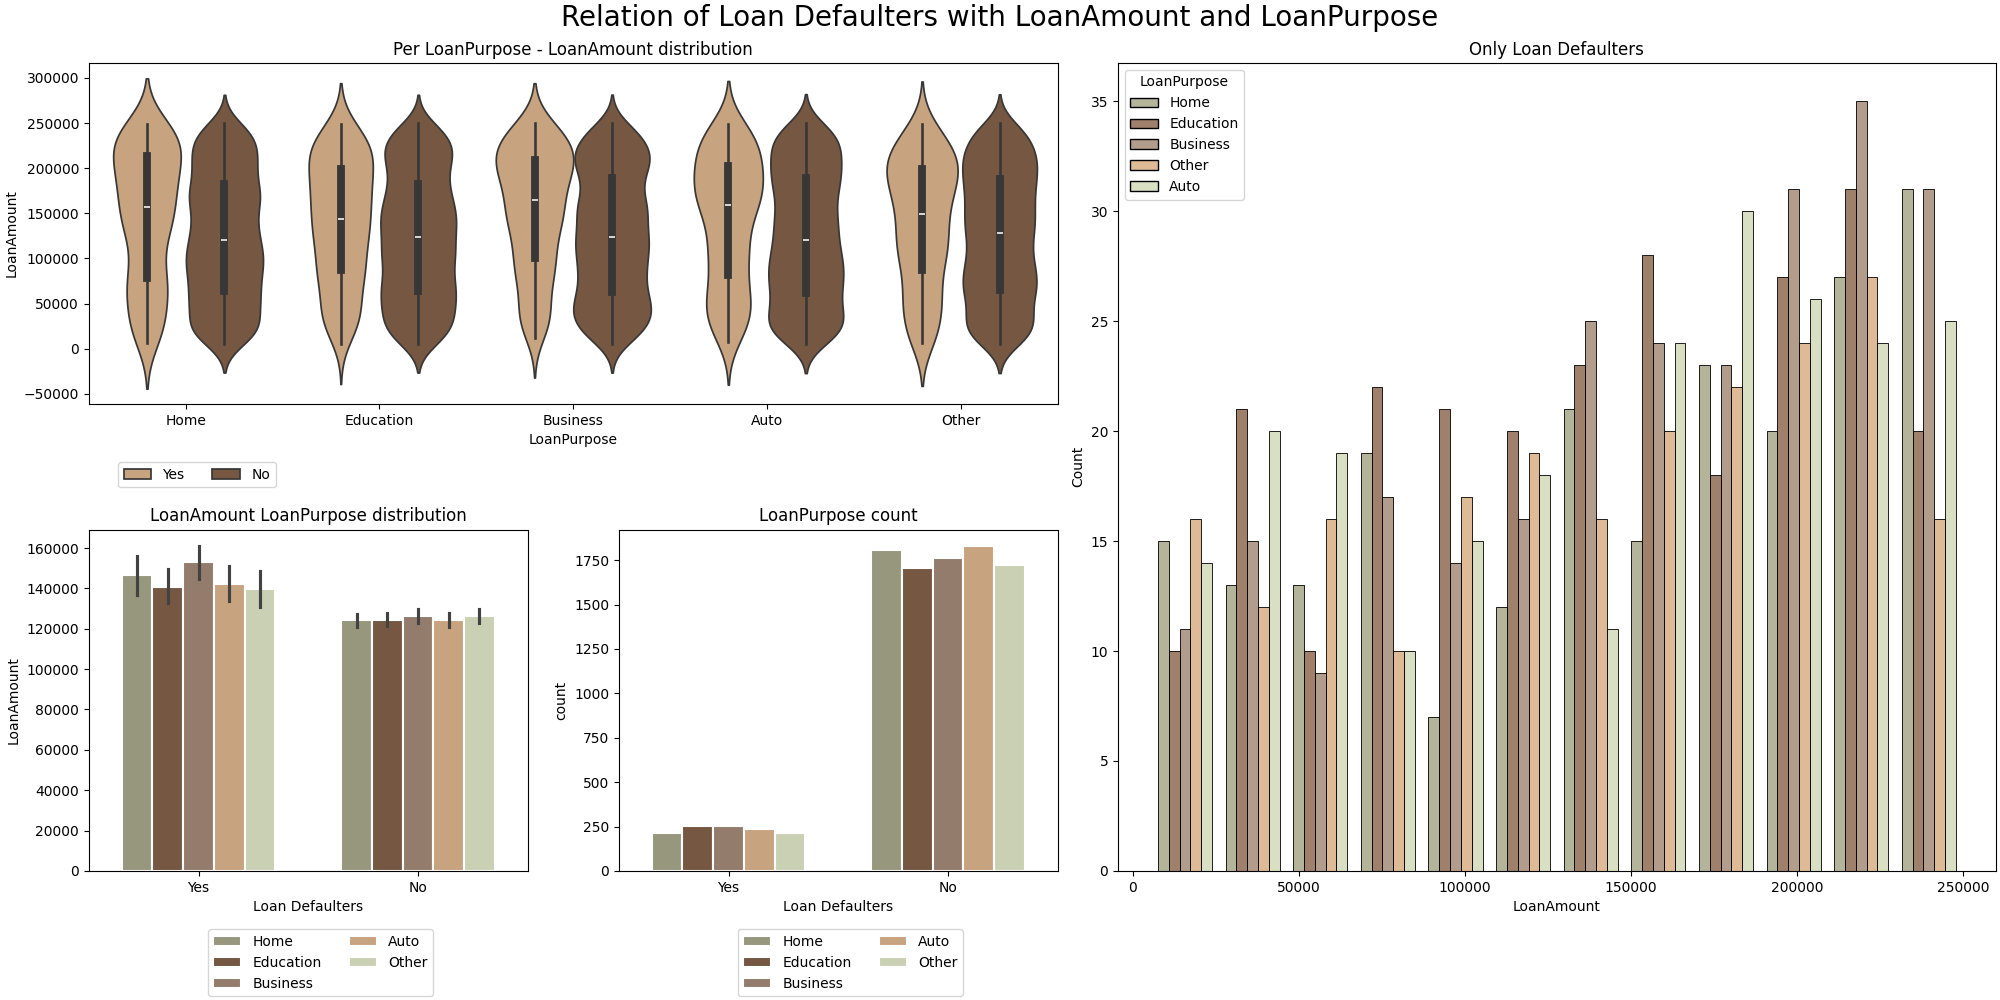 Relation of Loan Defaulters with LoanAmount and LoanPurpose
Per LoanPurpose - LoanAmount distribution
LoanAmount
300000
250000
200000
150000
100000
50000
0
−50000
Home Education Business Auto Other
LoanPurpose
Yes No
LoanAmount LoanPurpose distribution
LoanAmount
160000
140000
120000
100000
80000
60000
40000
20000
0
Yes No
Loan Defaulters
Home Auto
Education Other
Business
LoanPurpose count
count
1750
1500
1250
1000
750
500
250
0
Yes No
Loan Defaulters
Home Auto
Education Other
Business
Only Loan Defaulters
LoanPurpose
Home
Education
Business
Other
Auto
Count
35
30
25
20
15
10
5
0
0 50000 100000 150000 200000 250000
LoanAmount